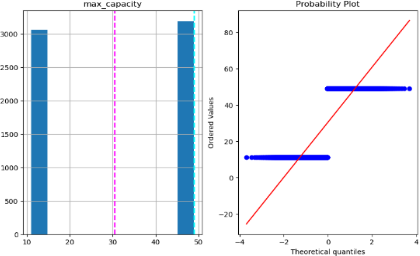 max_capacity
3000
2500
2000
1500
1000
500
0
10 20 30 40 50
Probability Plot
Ordered Values
80
60
40
20
0
−20
−4 −2 0 2 4
Theoretical quantiles